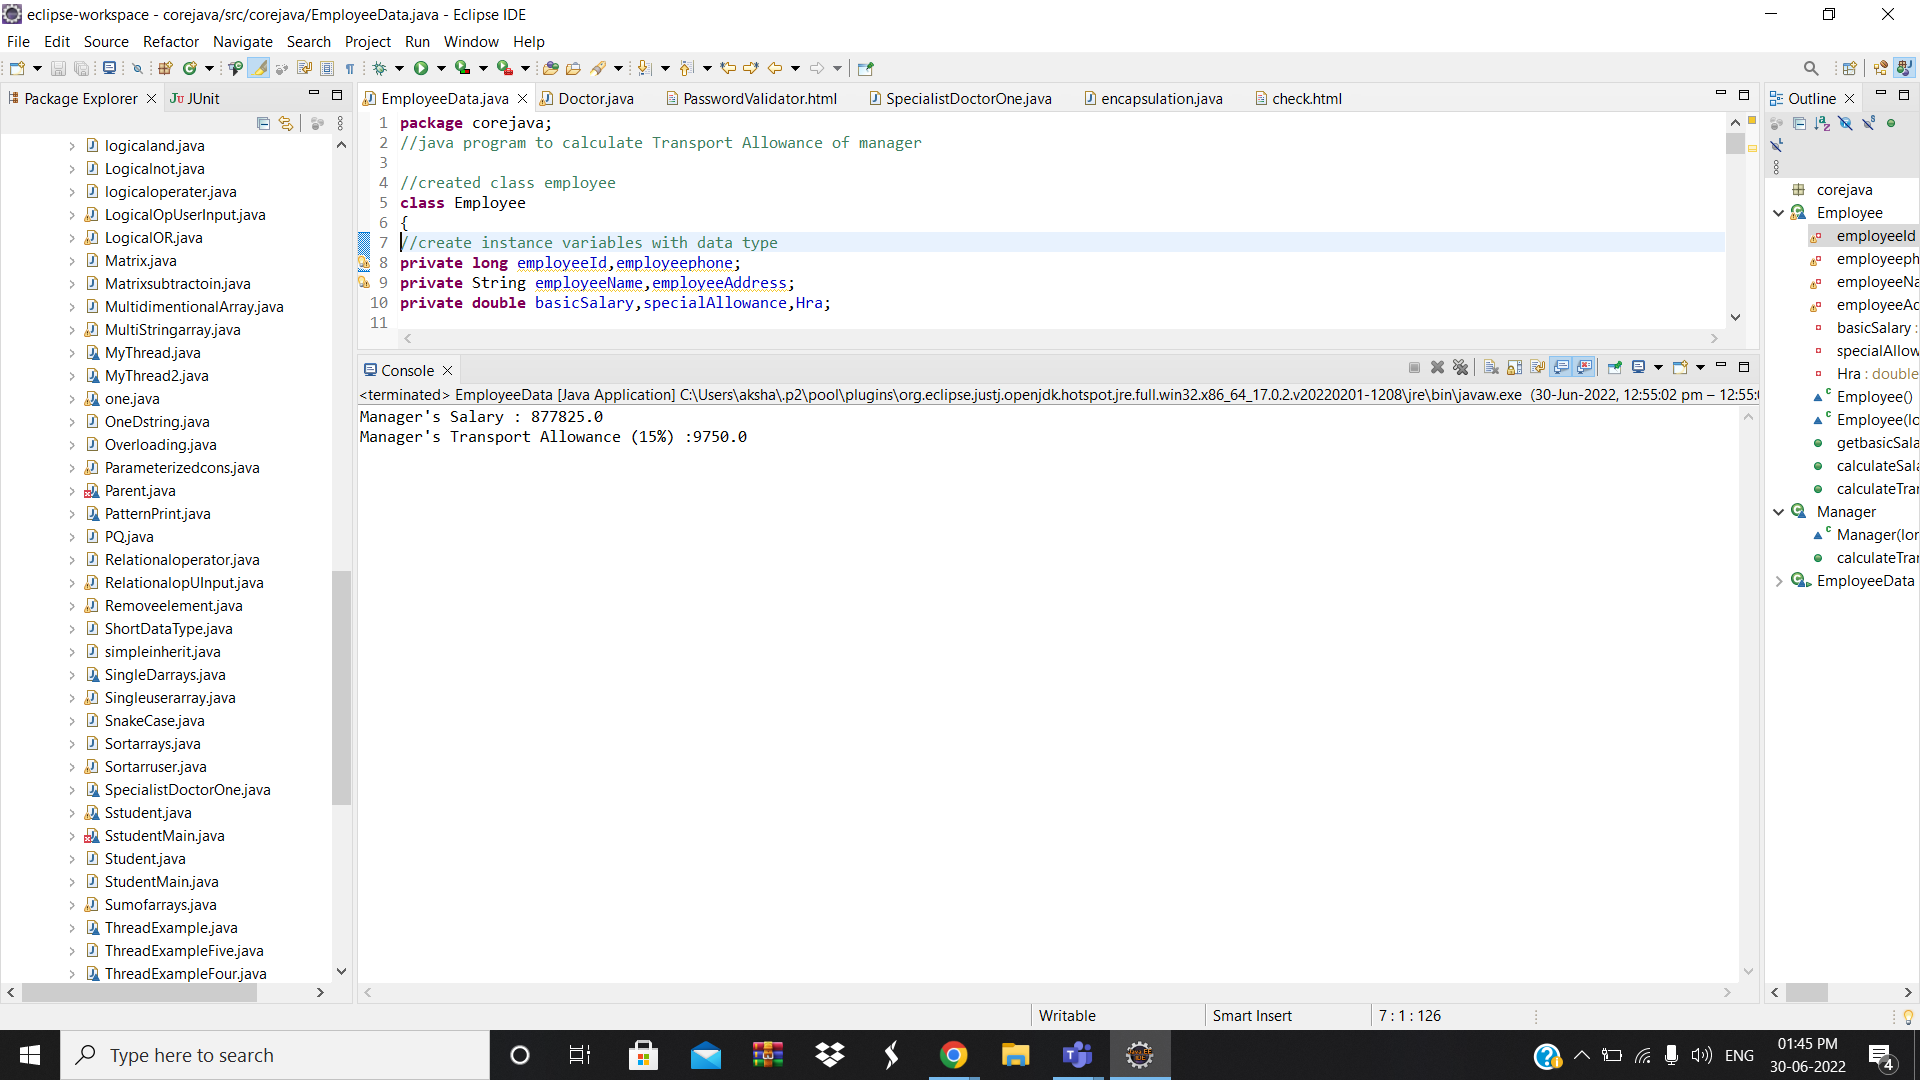 eclipse-workspace - corejava/src/corejava/EmployeeData.java - Eclipse IDE
File Edit Source Refactor Navigate Search Project Run Window Help
Package Explorer JUnit
logicaland.java
Logicalnot.java
logicaloperater.java
LogicalOpUserInput.java
LogicalOR.java
Matrix.java
Matrixsubtractoin.java
MultidimentionalArray.java
MultiStringarray.java
MyThread.java
MyThread2.java
one.java
OneDstring.java
Overloading.java
Parameterizedcons.java
Parent.java
PatternPrint.java
PQ.java
Relationaloperator.java
RelationalopUInput.java
Removeelement.java
ShortDataType.java
simpleinherit.java
SingleDarrays.java
Singleuserarray.java
SnakeCase.java
Sortarrays.java
Sortarruser.java
SpecialistDoctorOne.java
Sstudent.java
SstudentMain.java
Student.java
StudentMain.java
Sumofarrays.java
ThreadExample.java
ThreadExampleFive.java
ThreadExampleFour.java
EmployeeData.java Doctor.java PasswordValidator.html SpecialistDoctorOne.java encapsulation.java check.html
1 package corejava;
2 //java program to calculate Transport Allowance of manager
3
4 //created class employee
5 class Employee
6 {
7 //create instance variables with data type
8 private long employeeId,employeephone;
9 private String employeeName,employeeAddress;
10 private double basicSalary,specialAllowance,Hra;
11
Console
<terminated> EmployeeData [Java Application] C:\Users\aksha\.p2\pool\plugins\org.eclipse.justj.openjdk.hotspot.jre.full.win32.x86_64_17.0.2.v20220201-1208\jre\bin\javaw.exe (30-Jun-2022, 12:55:02 pm – 12:55:0
Manager's Salary : 877825.0
Manager's Transport Allowance (15%) :9750.0
Outline
corejava
Employee
employeeId
employeeph
employeeNa
employeeAc
basicSalary :
specialAllow
Hra : double
Employee()
Employee(lo
getbasicSala
calculateSala
calculateTrar
Manager
Manager(lor
calculateTrar
EmployeeData
Writable Smart Insert 7 : 1 : 126
Type here to search
ENG
01:45 PM
30-06-2022
4